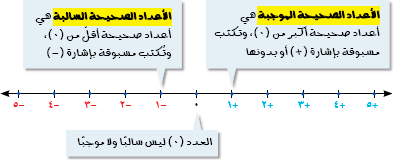 الأعداد الصحيحة الموجبة هي
أعداد صحيحة أكبر من (٠)، وتكتب
مسبوقة بإشارة (+) أو بدونها
الأعداد الصحيحة السالبة هي
أعداد صحيحة أقل من (٠)،
وتُكتب مسبوقة بإشارة (−)
−٥ −٤ −٣ −٢ −١ ٠ +١ +٢ +٣ +٤ +٥
العدد (٠) ليس سالبًا ولا موجبًا